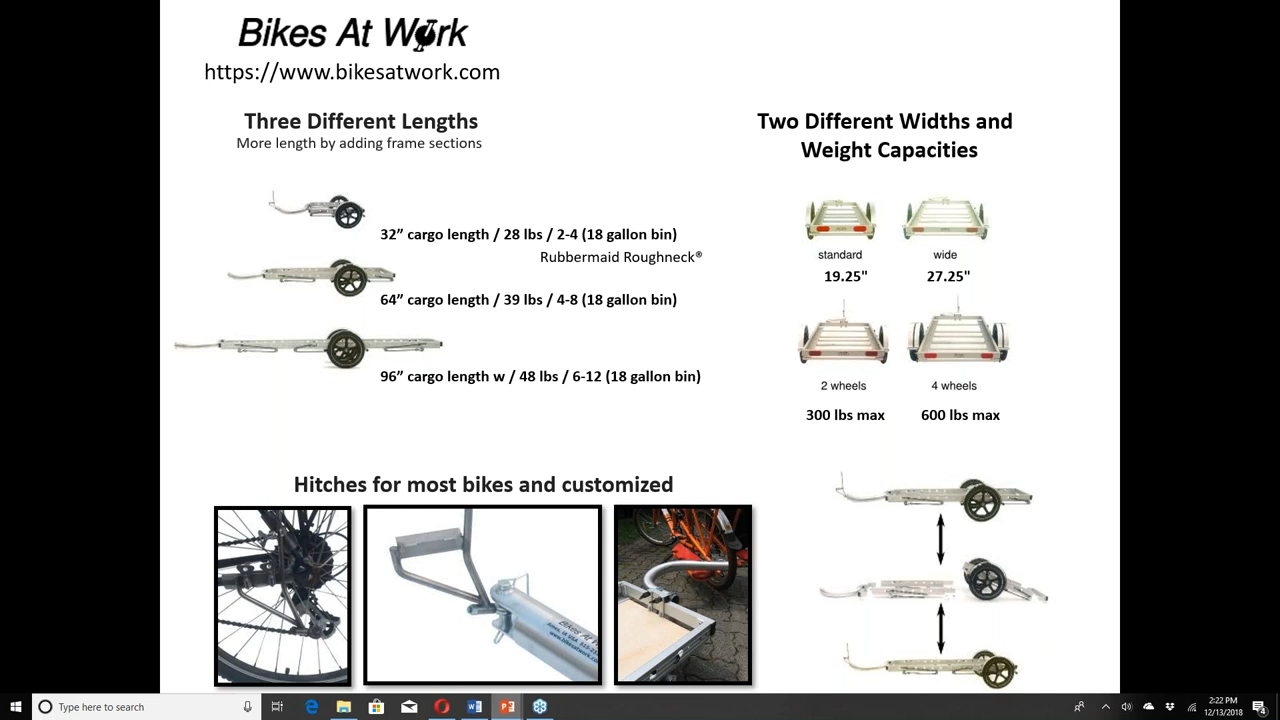 Bikes At Work
https://www.bikesatwork.com
Three Different Lengths
More length by adding frame sections
32” cargo length / 28 lbs / 2-4 (18 gallon bin)
Rubbermaid Roughneck®
64” cargo length / 39 lbs / 4-8 (18 gallon bin)
96” cargo length w / 48 lbs / 6-12 (18 gallon bin)
Two Different Widths and
Weight Capacities
standard wide
19.25" 27.25"
2 wheels 4 wheels
300 lbs max 600 lbs max
Hitches for most bikes and customized
Bikes At Wo
Type here to search
2:22 PM
12/13/2018